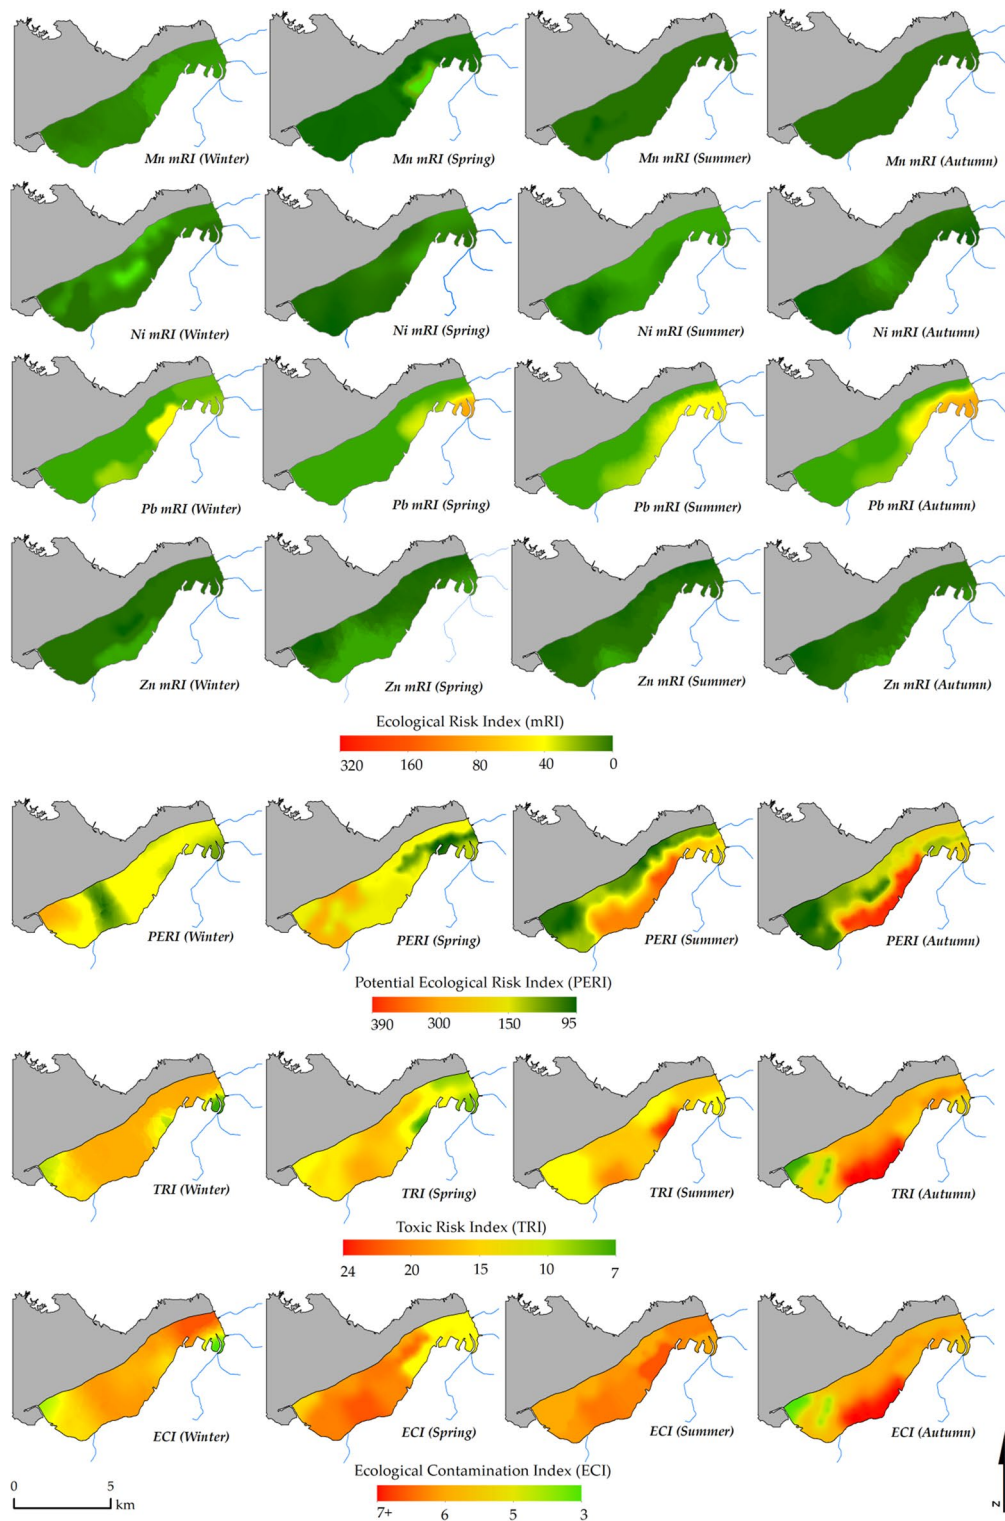 Mn mRI (Winter)
Mn mRI (Spring)
Mn mRI (Summer)
Mn mRI (Autumn)
Ni mRI (Winter)
Ni mRI (Spring)
Ni mRI (Summer)
Ni mRI (Autumn)
Pb mRI (Winter)
Pb mRI (Spring)
Pb mRI (Summer)
Pb mRI (Autumn)
Zn mRI (Winter)
Zn mRI (Spring)
Zn mRI (Summer)
Zn mRI (Autumn)
Ecological Risk Index (mRI)
320 160 80 40 0
PERI (Winter)
PERI (Spring)
PERI (Summer)
PERI (Autumn)
Potential Ecological Risk Index (PERI)
390 300 150 95
TRI (Winter)
TRI (Spring)
TRI (Summer)
TRI (Autumn)
Toxic Risk Index (TRI)
24 20 15 10 7
ECI (Winter)
ECI (Spring)
ECI (Summer)
ECI (Autumn)
Ecological Contamination Index (ECI)
7+ 6 5 3
0 5
km
N